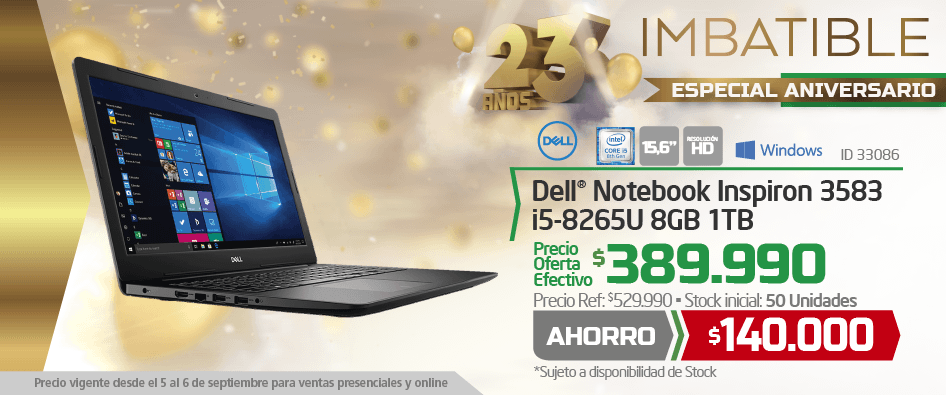 23
AÑOS
IMBATIBLE
ESPECIAL ANIVERSARIO
DELL
intel
CORE i5
8th Gen
15,6"
RESOLUCIÓN
HD
Windows
ID 33086
Dell® Notebook Inspiron 3583
i5-8265U 8GB 1TB
Precio
Oferta
Efectivo
$389.990
Precio Ref: $529.990 ▪ Stock inicial: 50 Unidades
AHORRO
$140.000
*Sujeto a disponibilidad de Stock
DELL
Precio vigente desde el 5 al 6 de septiembre para ventas presenciales y online